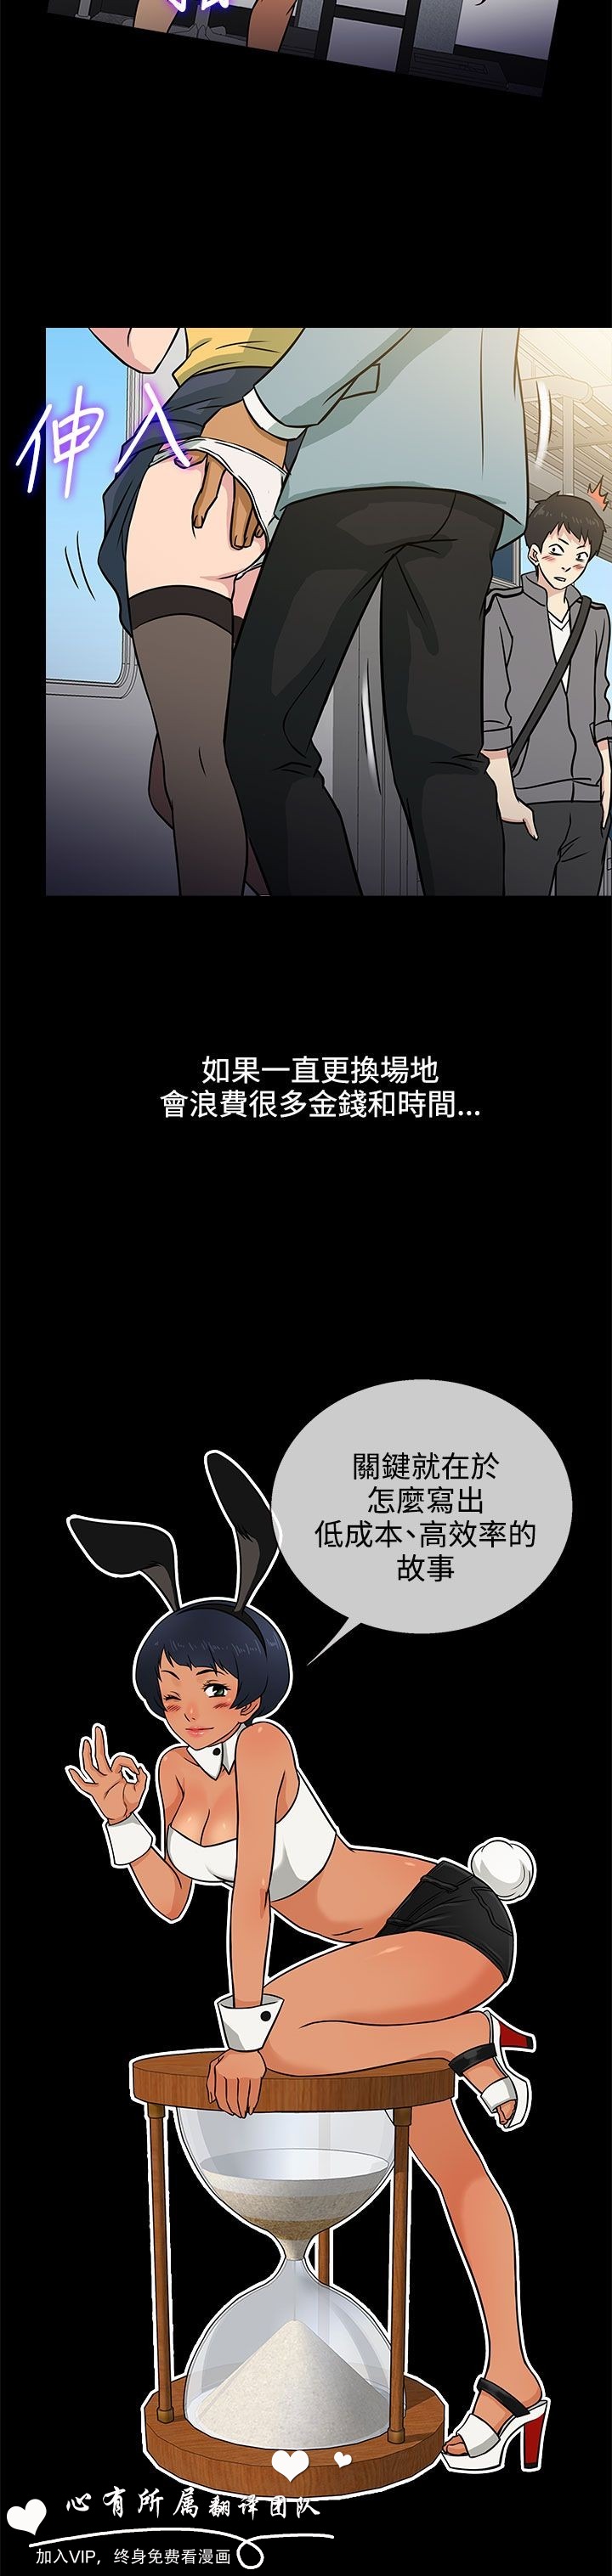 伸入
如果一直更換場地
會浪費很多金錢和時間...
關鍵就在於
怎麼寫出
低成本、高效率的
故事
心有所属翻译团队
加入VIP，终身免费看漫画